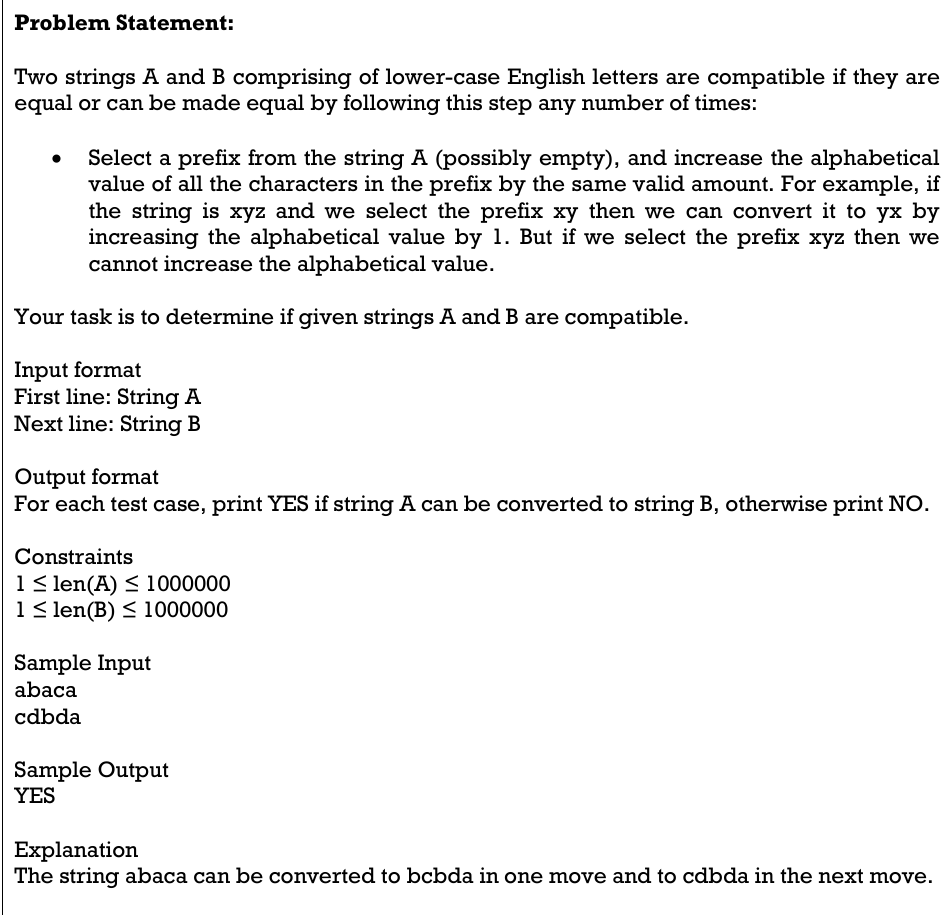 Problem Statement:
Two strings A and B comprising of lower-case English letters are compatible if they are
equal or can be made equal by following this step any number of times:
• Select a prefix from the string A (possibly empty), and increase the alphabetical
value of all the characters in the prefix by the same valid amount. For example, if
the string is xyz and we select the prefix xy then we can convert it to yx by
increasing the alphabetical value by 1. But if we select the prefix xyz then we
cannot increase the alphabetical value.
Your task is to determine if given strings A and B are compatible.
Input format
First line: String A
Next line: String B
Output format
For each test case, print YES if string A can be converted to string B, otherwise print NO.
Constraints
1 ≤ len(A) ≤ 1000000
1 ≤ len(B) ≤ 1000000
Sample Input
abaca
cdbda
Sample Output
YES
Explanation
The string abaca can be converted to bcbda in one move and to cdbda in the next move.